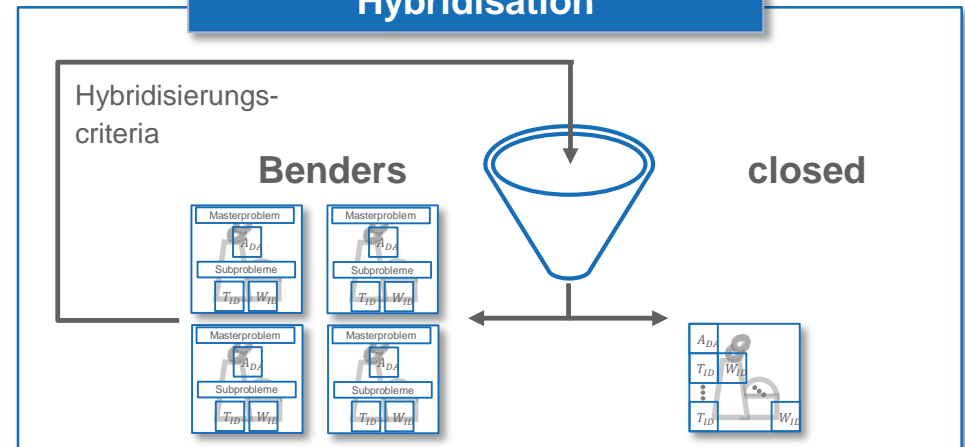 Hybridisation
Hybridisierungs-
criteria
Benders
closed
Masterproblem
A_DA
Subprobleme
T_ID W_ID
Masterproblem
A_DA
Subprobleme
T_ID W_ID
Masterproblem
A_DA
Subprobleme
T_ID W_ID
Masterproblem
A_DA
Subprobleme
T_ID W_ID
A_DA
T_ID W_ID
T_ID W_ID